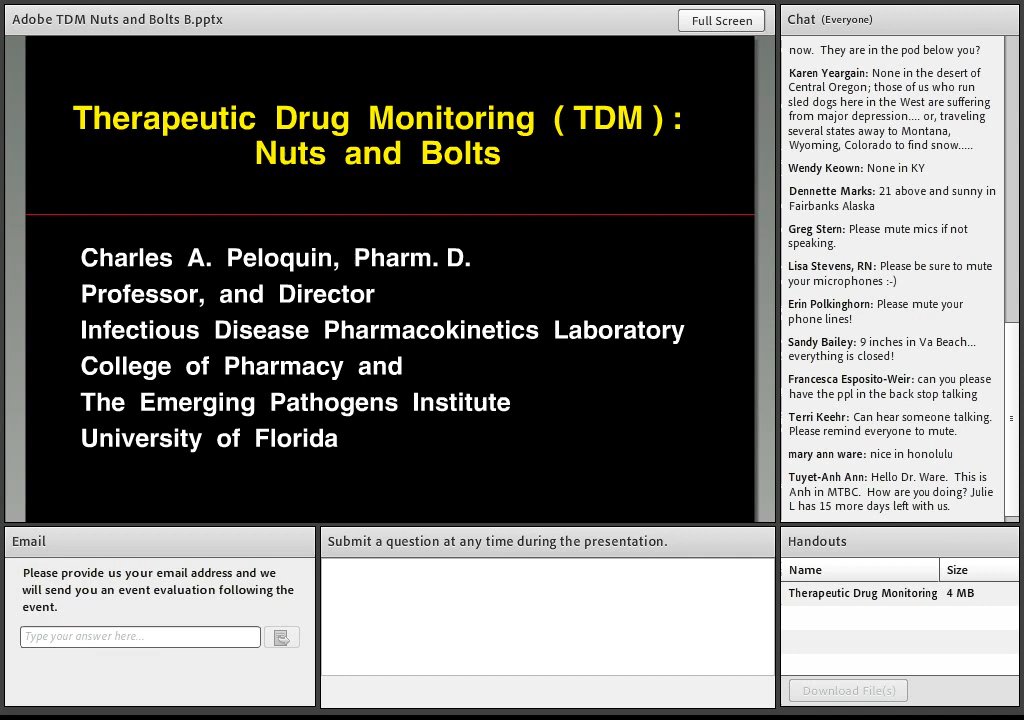 Adobe TDM Nuts and Bolts B.pptx
Full Screen
Therapeutic Drug Monitoring ( TDM ) :
Nuts and Bolts
Charles A. Peloquin, Pharm. D.
Professor, and Director
Infectious Disease Pharmacokinetics Laboratory
College of Pharmacy and
The Emerging Pathogens Institute
University of Florida
Chat (Everyone)
now. They are in the pod below you?
Karen Yeargain: None in the desert of
Central Oregon; those of us who run
sled dogs here in the West are suffering
from major depression.... or, traveling
several states away to Montana,
Wyoming, Colorado to find snow.....
Wendy Keown: None in KY
Dennette Marks: 21 above and sunny in
Fairbanks Alaska
Greg Stern: Please mute mics if not
speaking.
Lisa Stevens, RN: Please be sure to mute
your microphones :-)
Erin Polkinghorn: Please mute your
phone lines!
Sandy Bailey: 9 inches in Va Beach...
everything is closed!
Francesca Esposito-Weir: can you please
have the ppl in the back stop talking
Terri Keehr: Can hear someone talking.
Please remind everyone to mute.
mary ann ware: nice in honolulu
Tuyet-Anh Ann: Hello Dr. Ware. This is
Anh in MTBC. How are you doing? Julie
L has 15 more days left with us.
Email
Please provide us your email address and we
will send you an event evaluation following the
event.
Type your answer here...
Submit a question at any time during the presentation.
Handouts
Name Size
Therapeutic Drug Monitoring 4 MB
Download File(s)